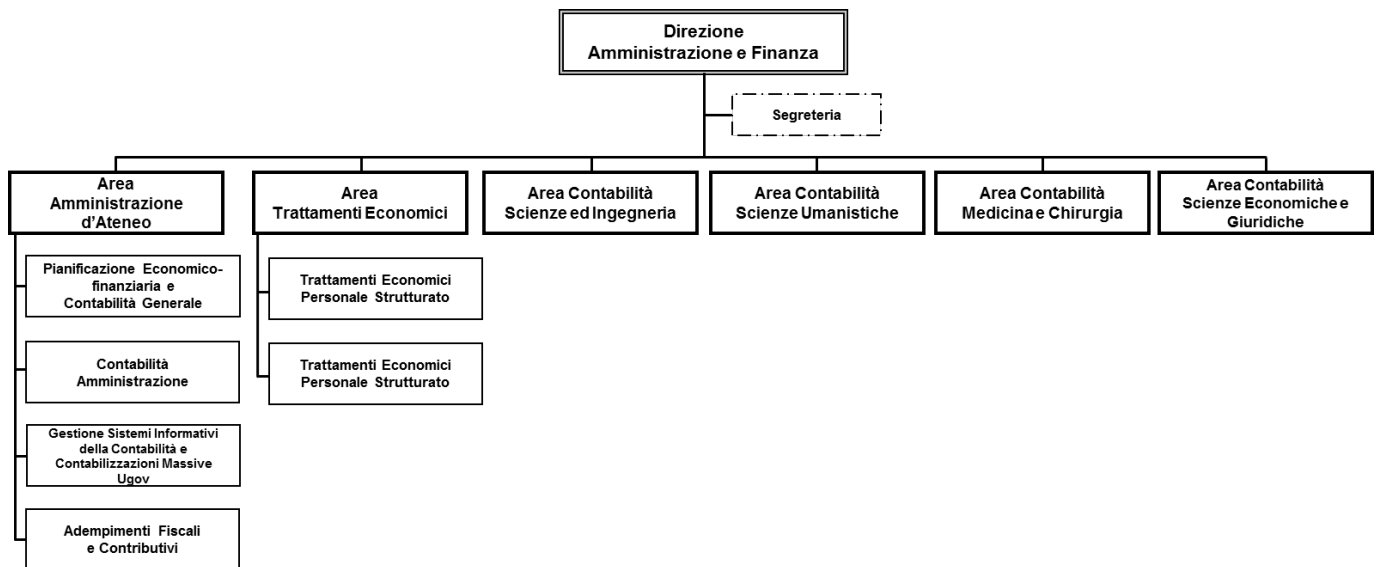 Direzione
Amministrazione e Finanza
Segreteria
Area
Amministrazione
d'Ateneo
Area
Trattamenti Economici
Area Contabilità
Scienze ed Ingegneria
Area Contabilità
Scienze Umanistiche
Area Contabilità
Medicina e Chirurgia
Area Contabilità
Scienze Economiche e
Giuridiche
Pianificazione Economico-
finanziaria e
Contabilità Generale
Contabilità
Amministrazione
Gestione Sistemi Informativi
della Contabilità e
Contabilizzazioni Massive
Ugov
Adempimenti Fiscali
e Contributivi
Trattamenti Economici
Personale Strutturato
Trattamenti Economici
Personale Strutturato